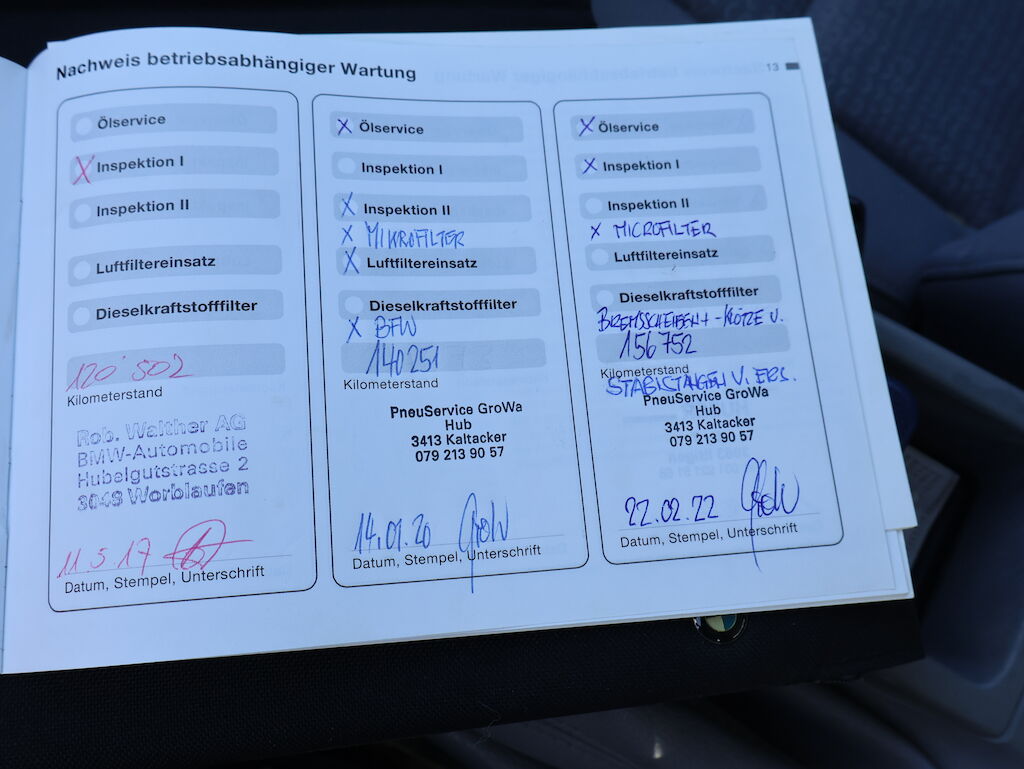 Nachweis betriebsabhängiger Wartung
13
Ölservice
X Inspektion I
Inspektion II
Luftfiltereinsatz
Dieselkraftstofffilter
120'502
Kilometerstand
Rob. Walther AG
BMW-Automobile
Hubelgutstrasse 2
3048 Worblaufen
11.5.17
Datum, Stempel, Unterschrift
X Ölservice
Inspektion I
X Inspektion II
X MIKROFILTER
X Luftfiltereinsatz
Dieselkraftstofffilter
X BFW
140251
Kilometerstand
PneuService GroWa
Hub
3413 Kaltacker
079 213 90 57
14.01.20
Datum, Stempel, Unterschrift
X Ölservice
X Inspektion I
Inspektion II
X MICROFILTER
Luftfiltereinsatz
Dieselkraftstofffilter
BREMSSCHEIBEN + -KLÖTZE V.
156752
Kilometerstand
STABISTANGEN V. ERS.
PneuService GroWa
Hub
3413 Kaltacker
079 213 90 57
22.02.22
Datum, Stempel, Unterschrift